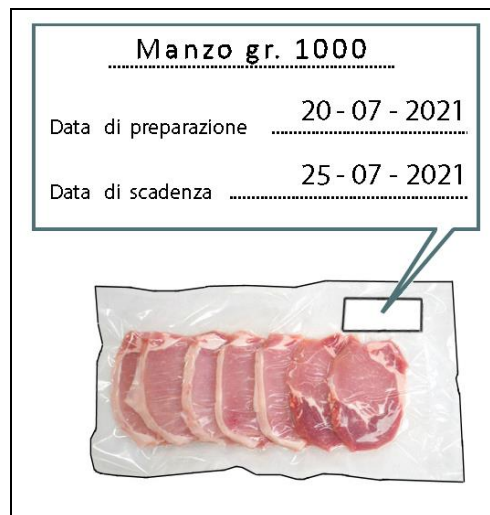 Manzo gr. 1000
Data di preparazione 20 - 07 - 2021
Data di scadenza 25 - 07 - 2021